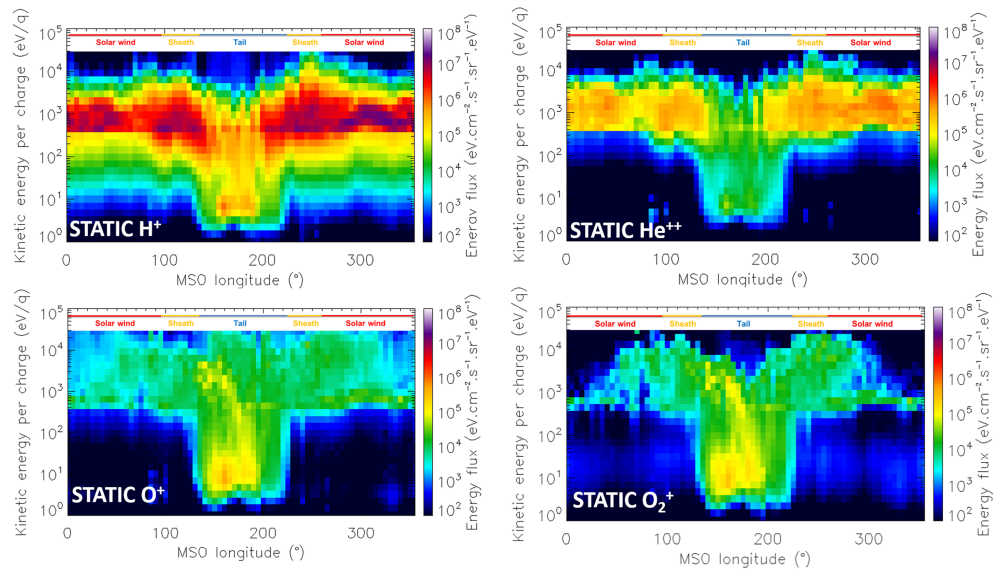 Kinetic energy per charge (eV/q)
10⁵
10⁴
10³
10²
10¹
10⁰
Solar wind Sheath Tail Sheath Solar wind
STATIC H⁺
0 100 200 300
MSO longitude (°)
10⁸
10⁷
10⁶
10⁵
10⁴
10³
10²
Energy flux (eV.cm⁻².s⁻¹.sr⁻¹.eV⁻¹)
Kinetic energy per charge (eV/q)
10⁵
10⁴
10³
10²
10¹
10⁰
Solar wind Sheath Tail Sheath Solar wind
STATIC He⁺⁺
0 100 200 300
MSO longitude (°)
10⁸
10⁷
10⁶
10⁵
10⁴
10³
10²
Energy flux (eV.cm⁻².s⁻¹.sr⁻¹.eV⁻¹)
Kinetic energy per charge (eV/q)
10⁵
10⁴
10³
10²
10¹
10⁰
Solar wind Sheath Tail Sheath Solar wind
STATIC O⁺
0 100 200 300
MSO longitude (°)
10⁸
10⁷
10⁶
10⁵
10⁴
10³
10²
Energy flux (eV.cm⁻².s⁻¹.sr⁻¹.eV⁻¹)
Kinetic energy per charge (eV/q)
10⁵
10⁴
10³
10²
10¹
10⁰
Solar wind Sheath Tail Sheath Solar wind
STATIC O₂⁺
0 100 200 300
MSO longitude (°)
10⁸
10⁷
10⁶
10⁵
10⁴
10³
10²
Energy flux (eV.cm⁻².s⁻¹.sr⁻¹.eV⁻¹)